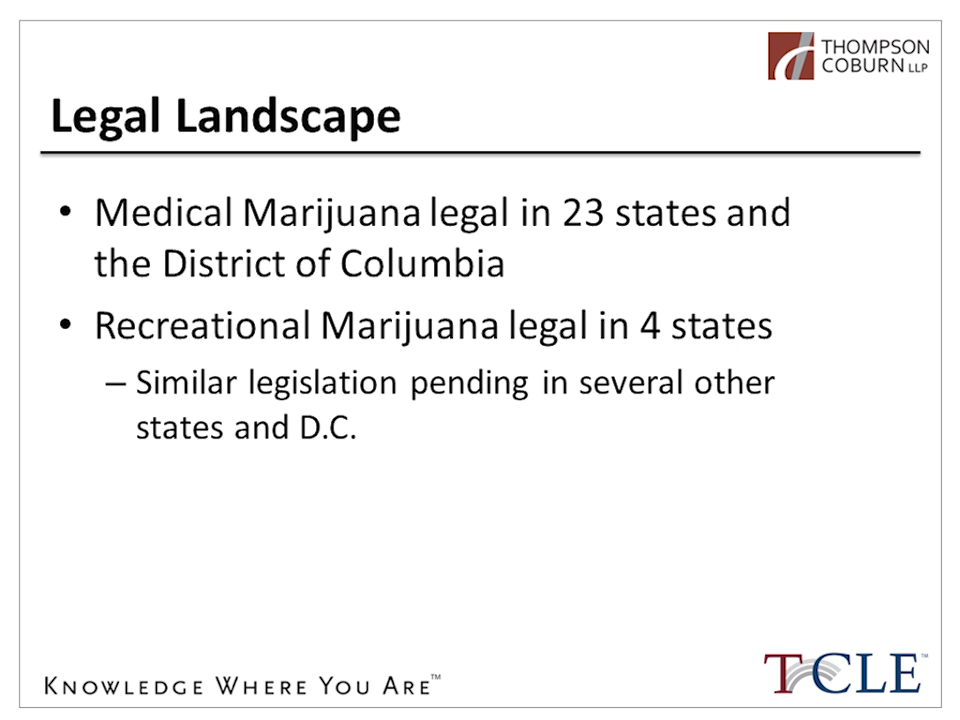 THOMPSON
COBURN LLP
Legal Landscape
• Medical Marijuana legal in 23 states and
the District of Columbia
• Recreational Marijuana legal in 4 states
– Similar legislation pending in several other
states and D.C.
KNOWLEDGE WHERE YOU ARE™
TCLE™